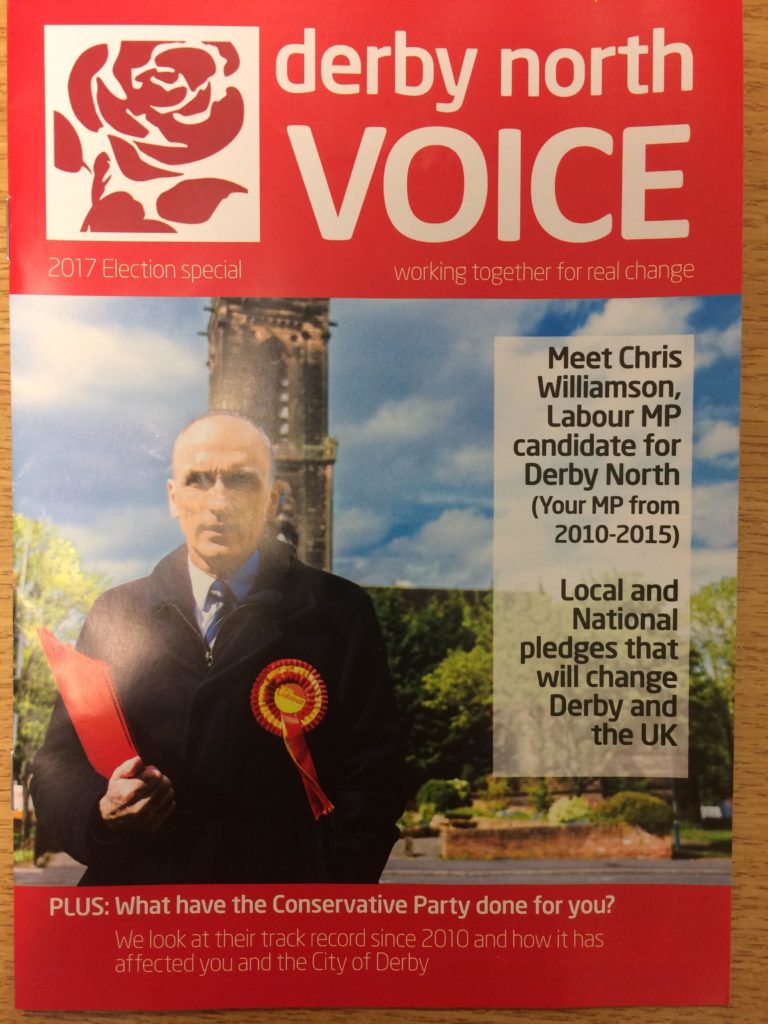 derby north
VOICE
2017 Election special
working together for real change
Meet Chris
Williamson,
Labour MP
candidate for
Derby North
(Your MP from
2010-2015)
Local and
National
pledges that
will change
Derby and
the UK
Labour
PLUS: What have the Conservative Party done for you?
We look at their track record since 2010 and how it has
affected you and the City of Derby